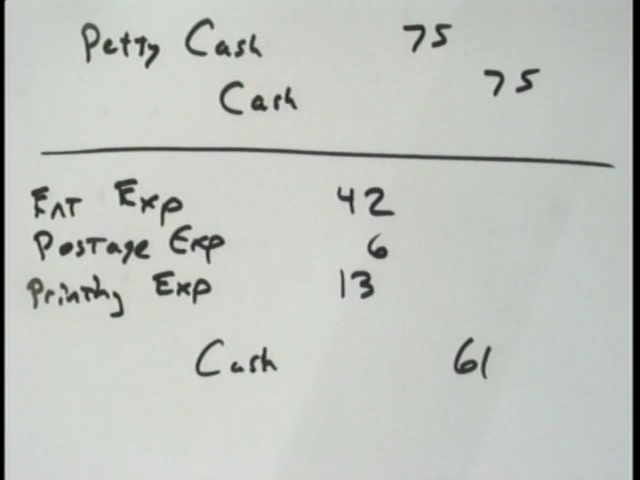 Petty Cash 75
Cash 75
Ent Exp 42
Postage Exp 6
Printing Exp 13
Cash 61